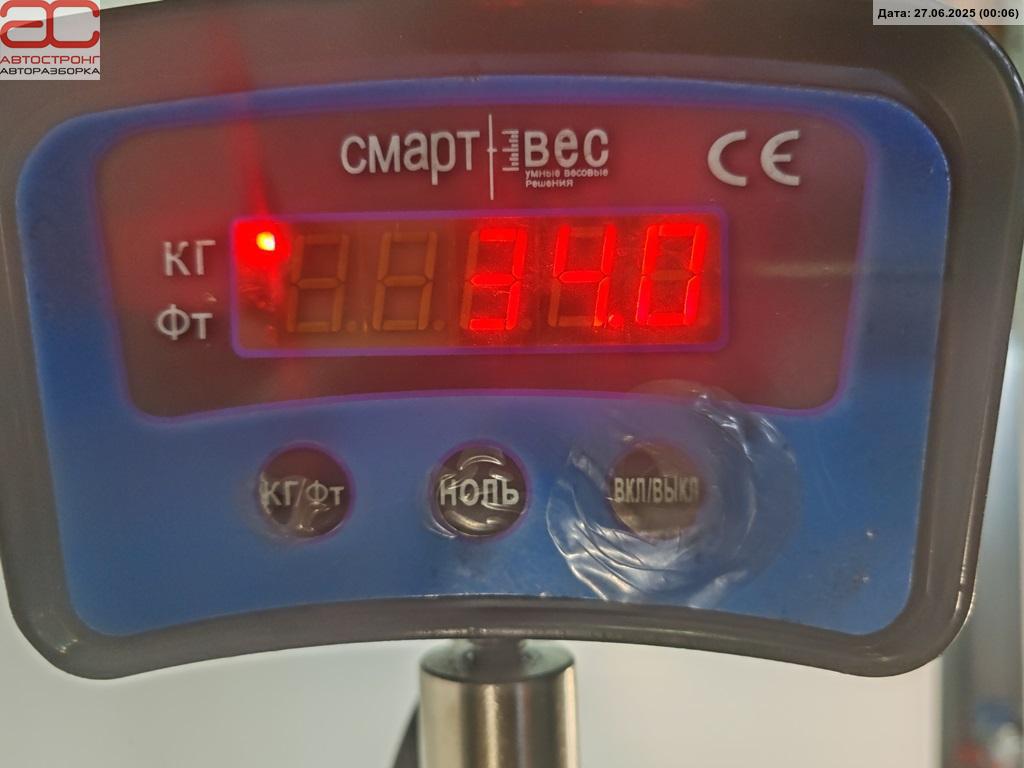 Дата: 27.06.2025 (00:06)
АС
АВТОСТРОНГ
АВТОРАЗБОРКА
смарт вес
умные весовые
решения
CE
КГ
ФТ
34.0
КГ/ФТ
НОЛЬ
ВКЛ/ВЫКЛ